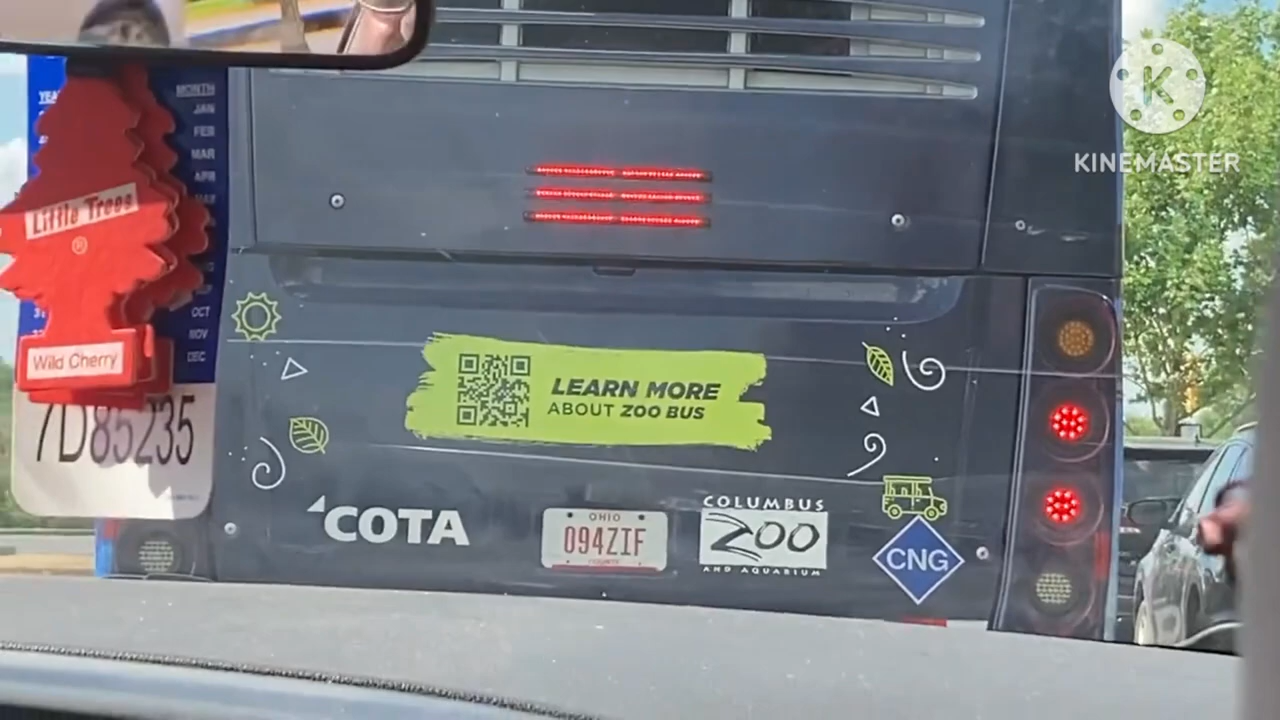 YEAR
MONTH
JAN
FEB
MAR
APR
Little Trees
®
OCT
NOV
DEC
Wild Cherry
7D85235
K
KINEMASTER
LEARN MORE
ABOUT ZOO BUS
COTA
OHIO
094ZIF
COLUMBUS
ZOO
AND AQUARIUM
CNG